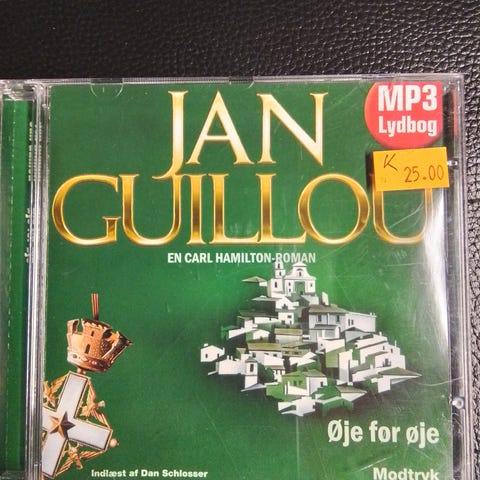 JAN
GUILLOU
MP3
Lydbog
K 25.00
EN CARL HAMILTON-ROMAN
Øje for øje
Indlæst af Dan Schlosser
Modtryk